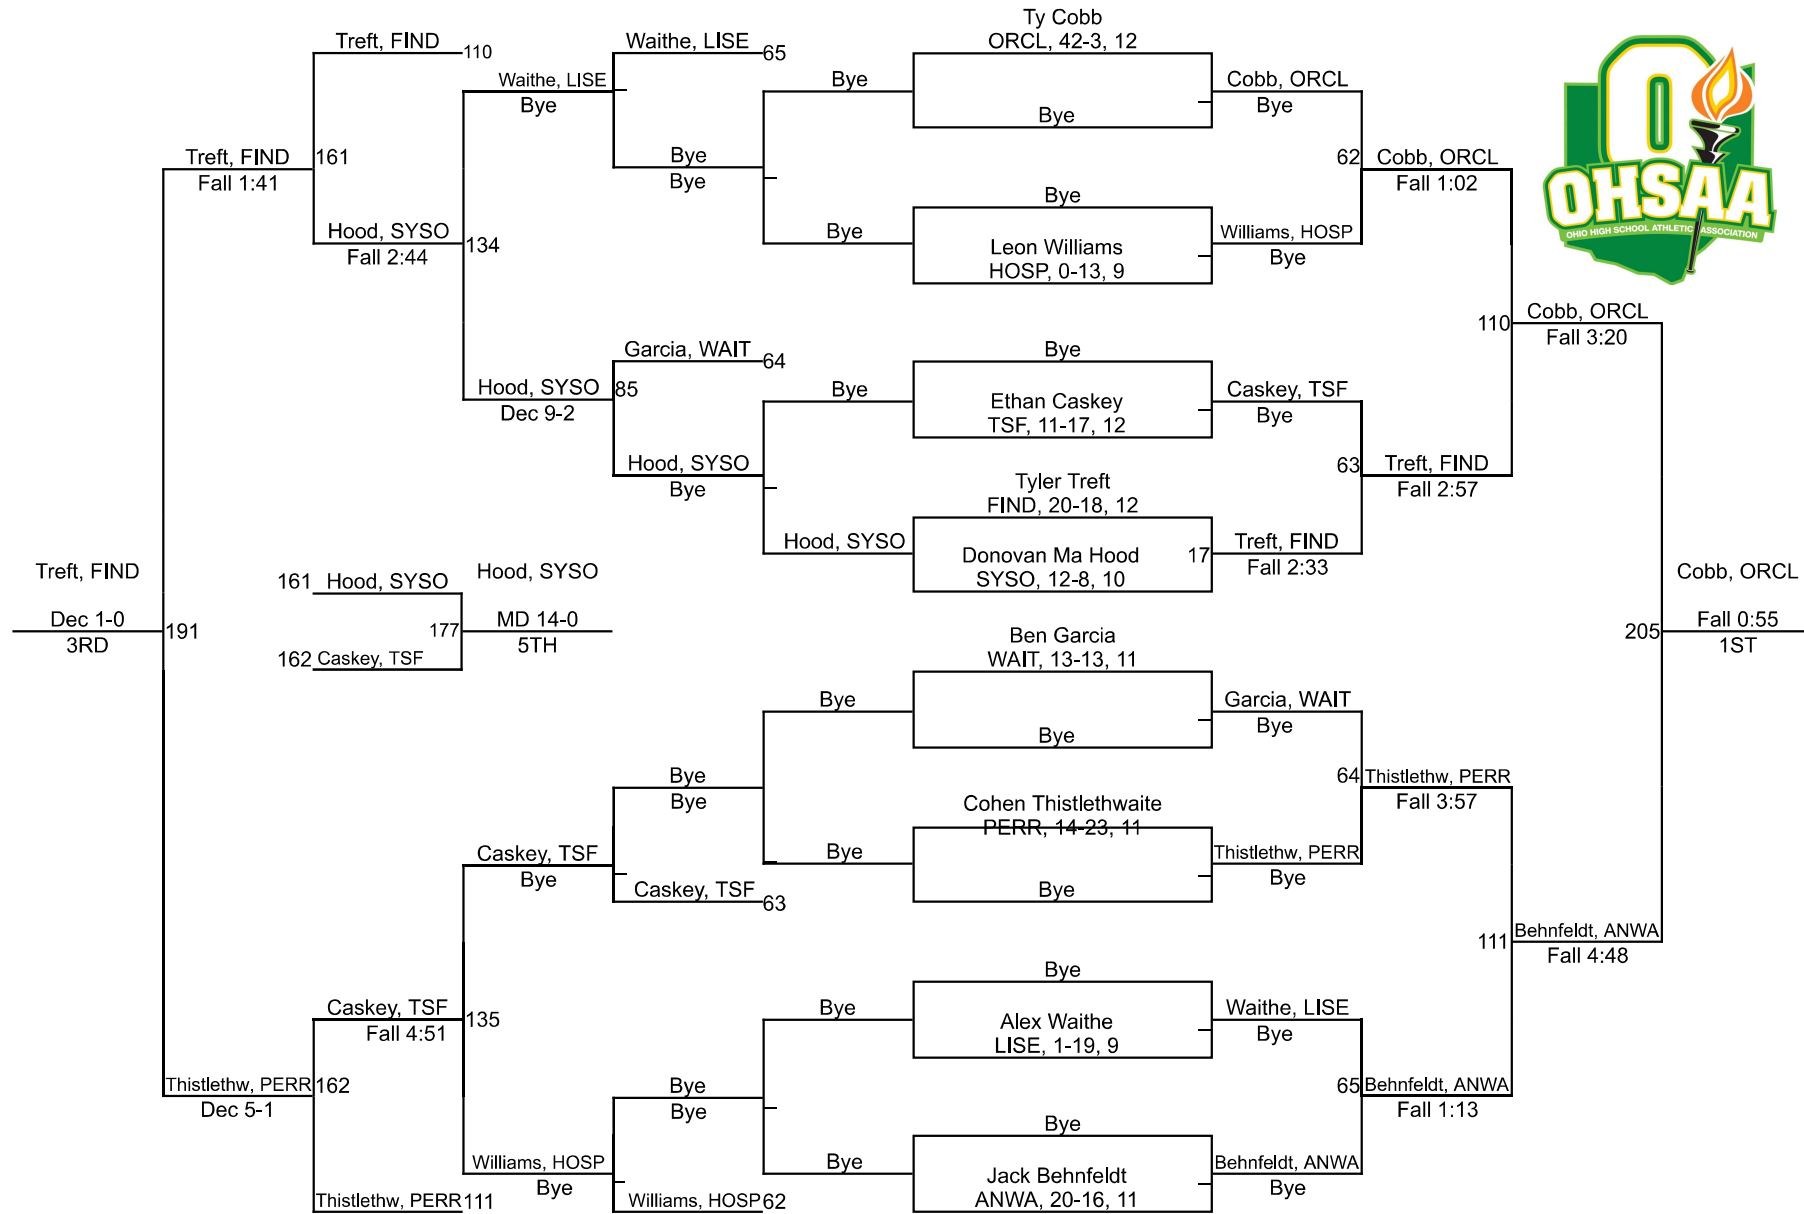 Ty Cobb
ORCL, 42-3, 12
Bye
Bye
Leon Williams
HOSP, 0-13, 9
Bye
Ethan Caskey
TSF, 11-17, 12
Tyler Treft
FIND, 20-18, 12
Donovan Ma Hood
SYSO, 12-8, 10
17
Ben Garcia
WAIT, 13-13, 11
Bye
Cohen Thistlethwaite
PERR, 14-23, 11
Bye
Bye
Alex Waithe
LISE, 1-19, 9
Bye
Jack Behnfeldt
ANWA, 20-16, 11
Cobb, ORCL
Bye
Williams, HOSP
Bye
Caskey, TSF
Bye
Treft, FIND
Fall 2:33
Garcia, WAIT
Bye
Thistlethw, PERR
Bye
Waithe, LISE
Bye
Behnfeldt, ANWA
Bye
62
Cobb, ORCL
Fall 1:02
63
Treft, FIND
Fall 2:57
64
Thistlethw, PERR
Fall 3:57
65
Behnfeldt, ANWA
Fall 1:13
110
Cobb, ORCL
Fall 3:20
111
Behnfeldt, ANWA
Fall 4:48
205
Cobb, ORCL
Fall 0:55
1ST
O
OHSAA
OHIO HIGH SCHOOL ATHLETIC ASSOCIATION
Bye
Bye
Bye
Hood, SYSO
Bye
Bye
Bye
Bye
Waithe, LISE
65
Bye
Bye
Garcia, WAIT
64
Hood, SYSO
Bye
Bye
Bye
Caskey, TSF
63
Bye
Bye
Williams, HOSP
62
Waithe, LISE
Bye
Hood, SYSO
85
Dec 9-2
Caskey, TSF
Bye
Williams, HOSP
Bye
Treft, FIND
110
Hood, SYSO
134
Fall 2:44
Caskey, TSF
135
Fall 4:51
Thistlethw, PERR
111
Treft, FIND
161
Fall 1:41
Thistlethw, PERR
162
Dec 5-1
Treft, FIND
Dec 1-0
191
3RD
161
Hood, SYSO
162
Caskey, TSF
177
Hood, SYSO
MD 14-0
5TH